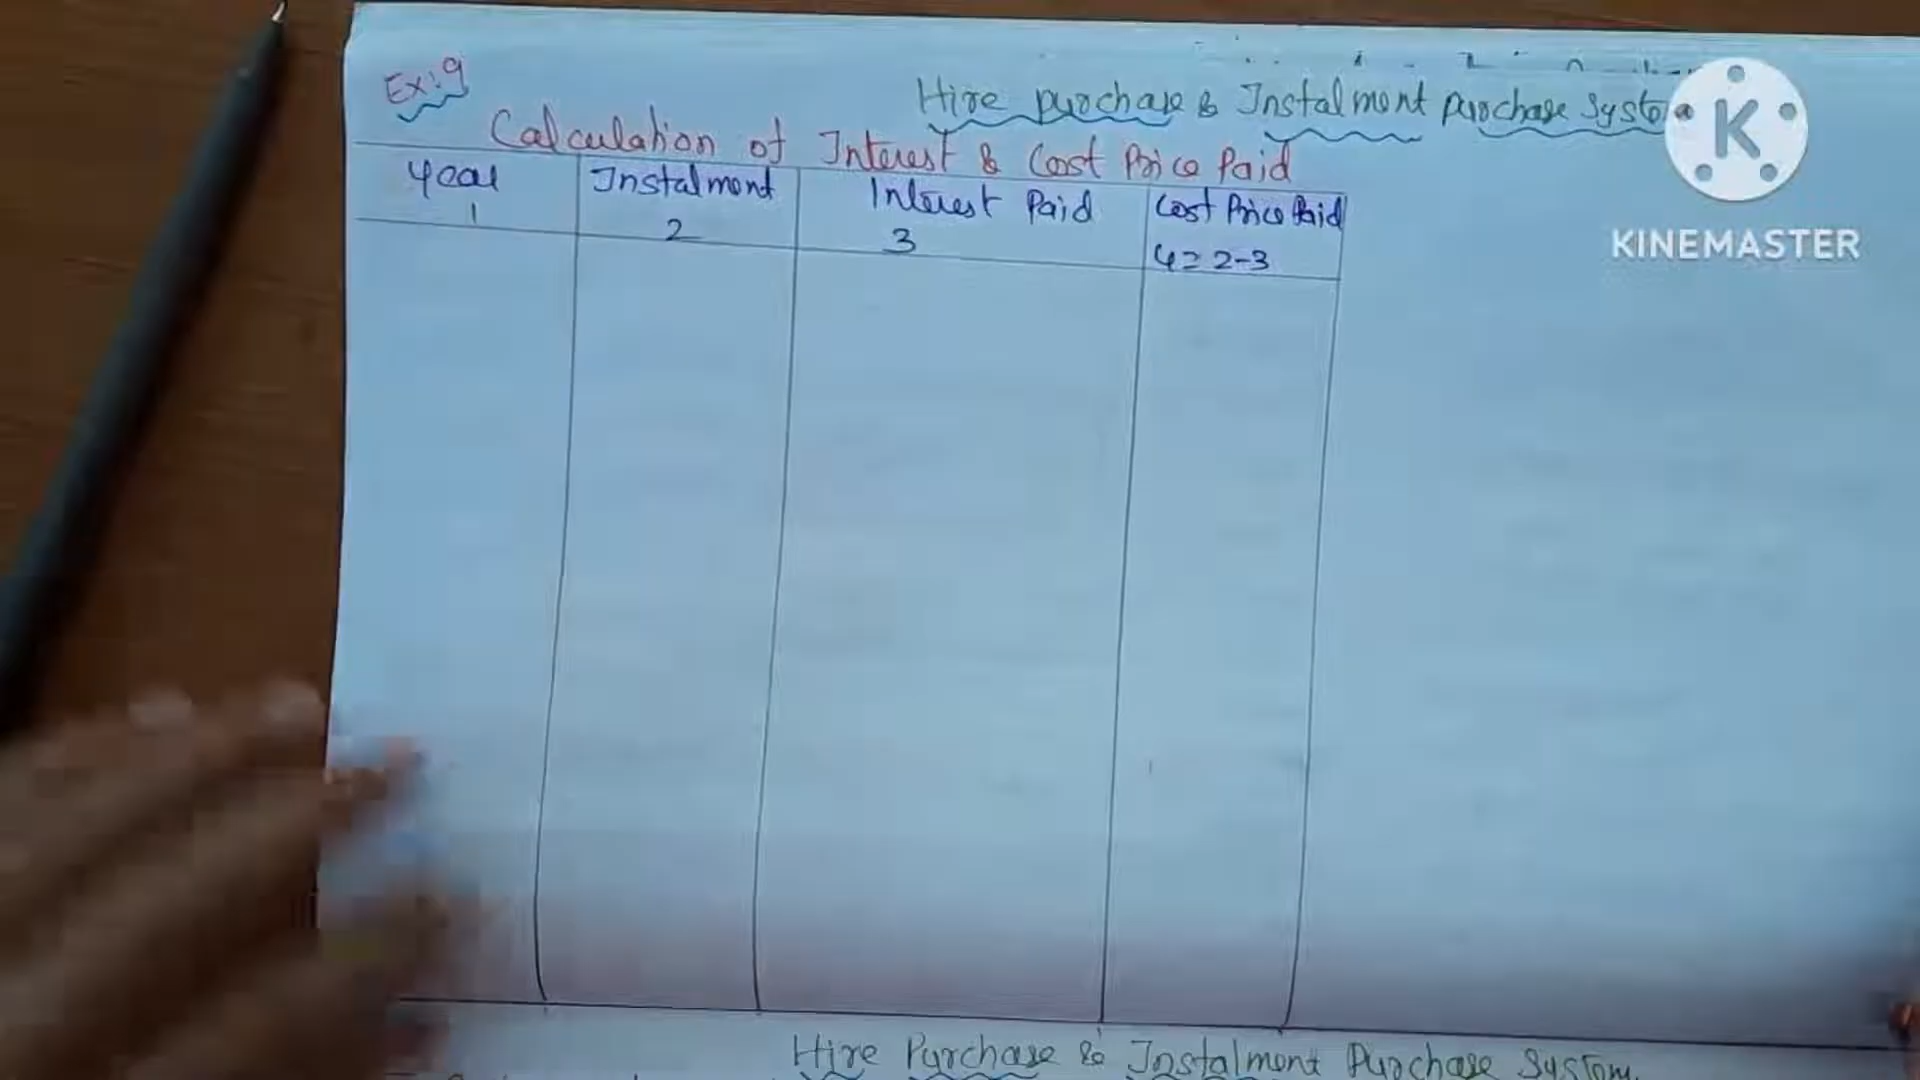 Ex:9
Hire purchase & Instalment purchase System
Calculation of Interest & Cost Price Paid
Year Instalment Interest Paid Cost Price Paid
1 2 3 4=2-3
Hire Purchase & Instalment Purchase System.
K
KINEMASTER